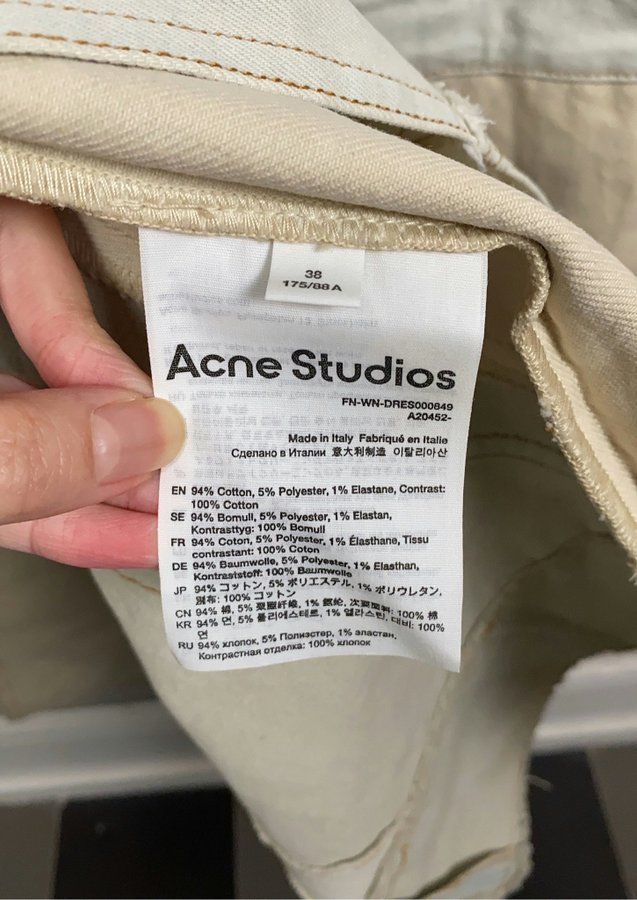 38
175/88A
Acne Studios
FN-WN-DRES000849
A20452-
Made in Italy Fabriqué en Italie
Сделано в Италии 意大利制造 이탈리아산
EN 94% Cotton, 5% Polyester, 1% Elastane, Contrast:
100% Cotton
SE 94% Bomull, 5% Polyester, 1% Elastan,
Kontrasttyg: 100% Bomull
FR 94% Coton, 5% Polyester, 1% Élasthane, Tissu
contrastant: 100% Coton
DE 94% Baumwolle, 5% Polyester, 1% Elasthan,
Kontraststoff: 100% Baumwolle
JP 94% コットン, 5% ポリエステル, 1% ポリウレタン,
別布: 100% コットン
CN 94% 棉, 5% 聚酯纤维, 1% 氨纶, 次要面料: 100% 棉
KR 94% 면, 5% 폴리에스테르, 1% 엘라스틴, 대비: 100%
면
RU 94% хлопок, 5% Полиэстер, 1% эластан,
Контрастная отделка: 100% хлопок